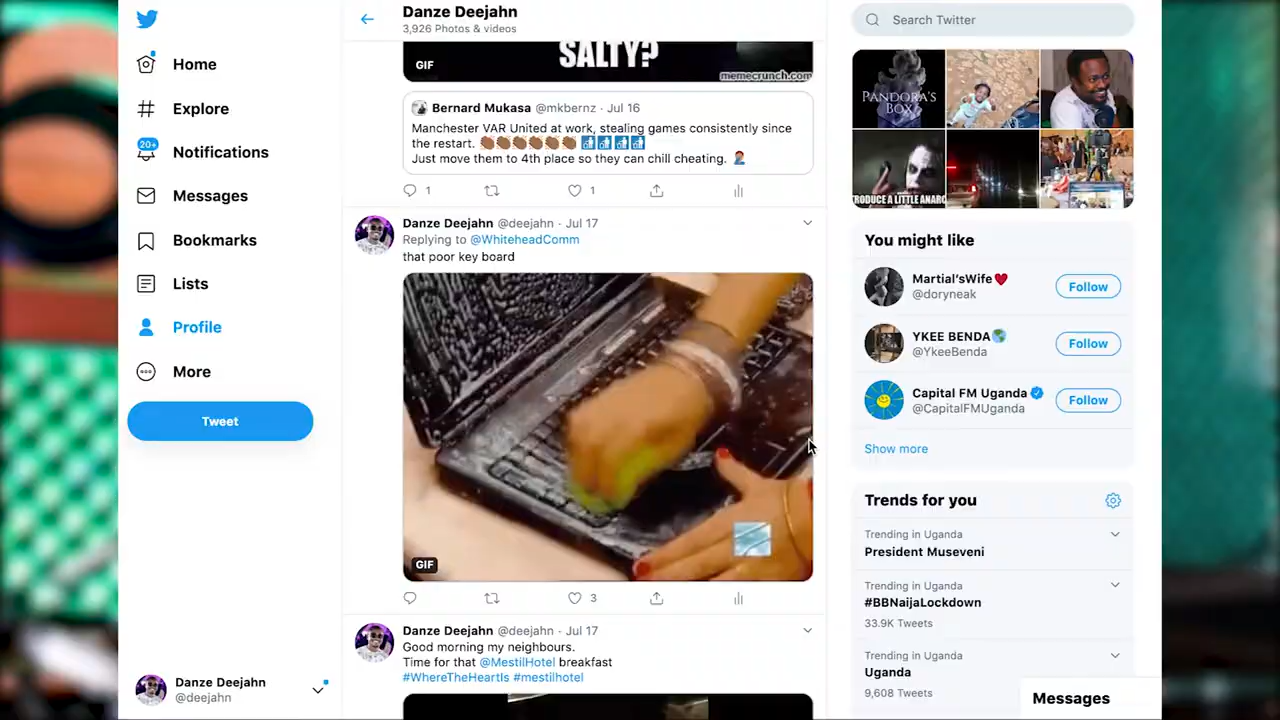 Home
Explore
20+
Notifications
Messages
Bookmarks
Lists
Profile
More
Tweet
Danze Deejahn
@deejahn
Danze Deejahn
3,926 Photos & videos
SALTY?
GIF
memecrunch.com
Bernard Mukasa @mkbernz · Jul 16
Manchester VAR United at work, stealing games consistently since
the restart. 👏🏾👏🏾👏🏾👏🏾👏🏾👏🏾 🚮🚮🚮🚮
Just move them to 4th place so they can chill cheating. 🤦🏾‍♂️
1
1
Danze Deejahn @deejahn · Jul 17
Replying to @WhiteheadComm
that poor key board
GIF
3
Danze Deejahn @deejahn · Jul 17
Good morning my neighbours.
Time for that @MestilHotel breakfast
#WhereTheHeartIs #mestilhotel
Search Twitter
PANDORA'S
BOX
You might like
Martial'sWife❤️
@doryneak
Follow
YKEE BENDA🌍
@YkeeBenda
Follow
Capital FM Uganda
@CapitalFMUganda
Follow
Show more
Trends for you
Trending in Uganda
President Museveni
Trending in Uganda
#BBNaijaLockdown
33.9K Tweets
Trending in Uganda
Uganda
9,608 Tweets
Messages